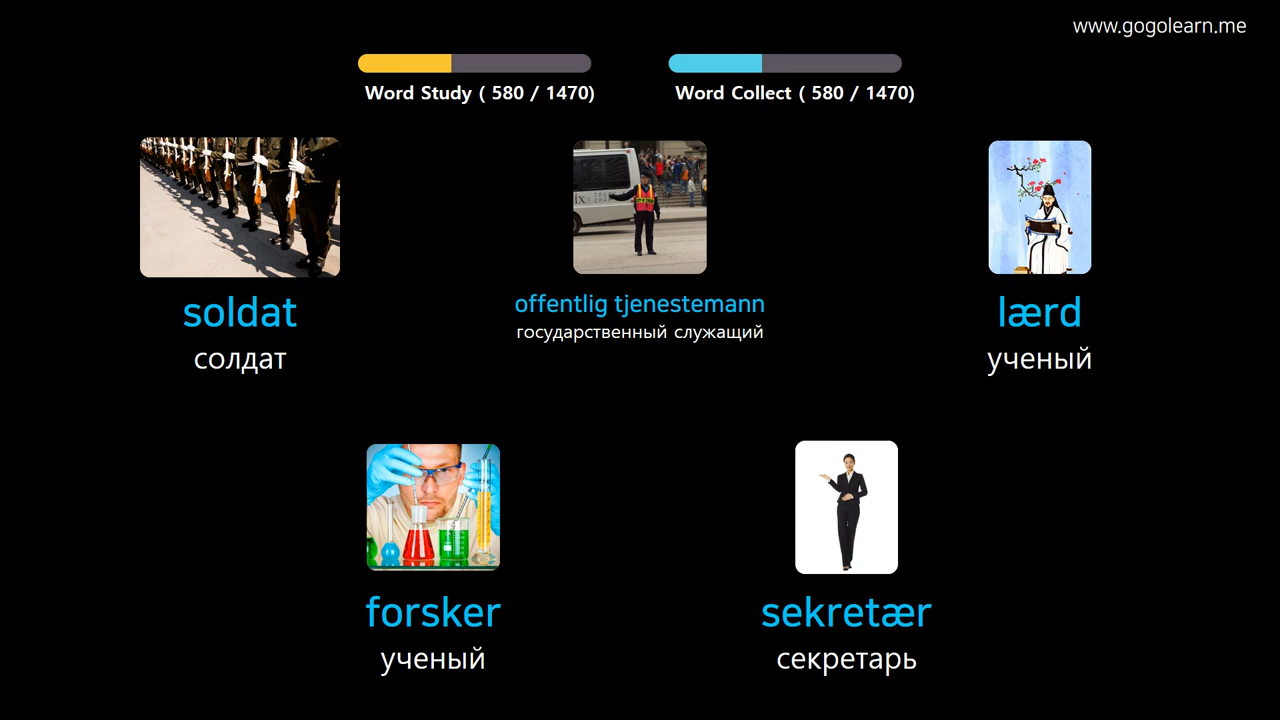 www.gogolearn.me
Word Study ( 580 / 1470)
Word Collect ( 580 / 1470)
soldat
солдат
offentlig tjenestemann
государственный служащий
lærd
ученый
forsker
ученый
sekretær
секретарь